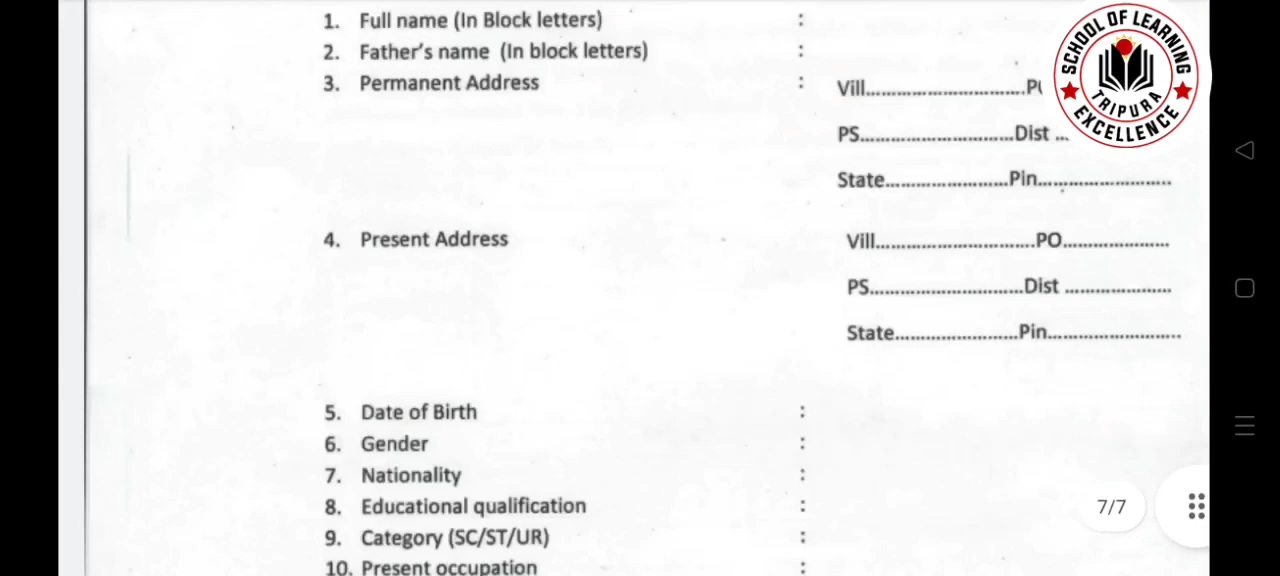 1. Full name (In Block letters) :
2. Father's name (In block letters) :
3. Permanent Address :
Vill..............................P
PS.............................Dist ...
State.......................Pin.........................
4. Present Address
Vill..............................PO....................
PS.............................Dist ....................
State.......................Pin.........................
5. Date of Birth :
6. Gender :
7. Nationality :
8. Educational qualification :
9. Category (SC/ST/UR) :
10. Present occupation :
SCHOOL OF LEARNING
TRIPURA
EXCELLENCE
7/7